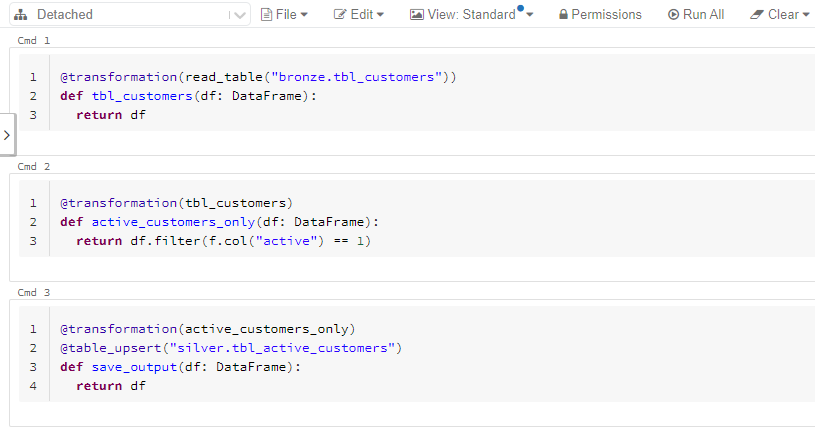 Detached File Edit View: Standard Permissions Run All Clear
Cmd 1
1 @transformation(read_table("bronze.tbl_customers"))
2 def tbl_customers(df: DataFrame):
3 return df
Cmd 2
1 @transformation(tbl_customers)
2 def active_customers_only(df: DataFrame):
3 return df.filter(f.col("active") == 1)
Cmd 3
1 @transformation(active_customers_only)
2 @table_upsert("silver.tbl_active_customers")
3 def save_output(df: DataFrame):
4 return df